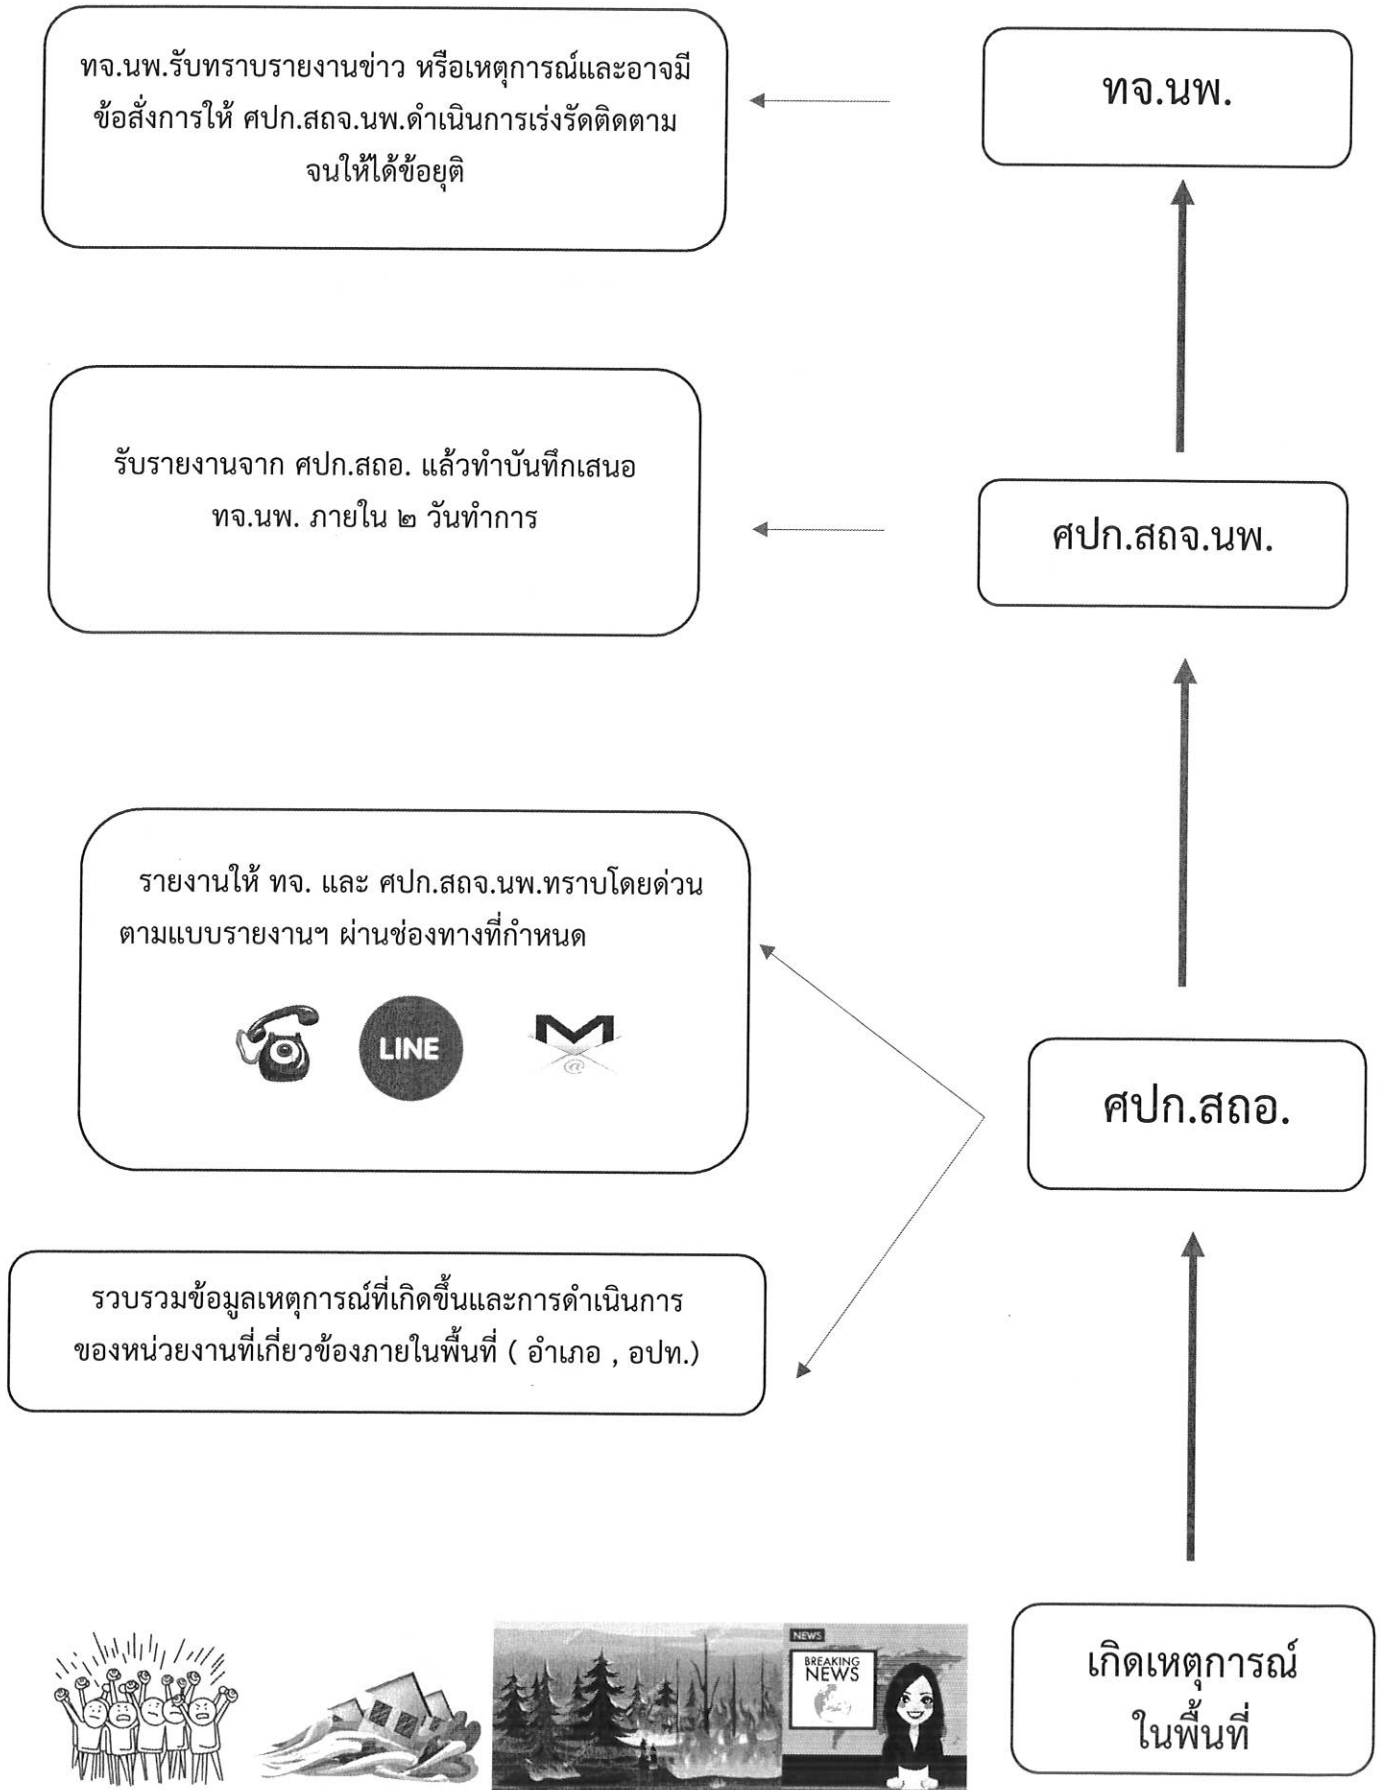 ทจ.นพ.รับทราบรายงานข่าว หรือเหตุการณ์และอาจมี
ข้อสั่งการให้ ศปก.สถจ.นพ.ดำเนินการเร่งรัดติดตาม
จนให้ได้ข้อยุติ
ทจ.นพ.
รับรายงานจาก ศปก.สถอ. แล้วทำบันทึกเสนอ
ทจ.นพ. ภายใน ๒ วันทำการ
ศปก.สถจ.นพ.
รายงานให้ ทจ. และ ศปก.สถจ.นพ.ทราบโดยด่วน
ตามแบบรายงานฯ ผ่านช่องทางที่กำหนด
LINE
@
ศปก.สถอ.
รวบรวมข้อมูลเหตุการณ์ที่เกิดขึ้นและการดำเนินการ
ของหน่วยงานที่เกี่ยวข้องภายในพื้นที่ ( อำเภอ , อปท.)
NEWS
BREAKING
NEWS
เกิดเหตุการณ์
ในพื้นที่